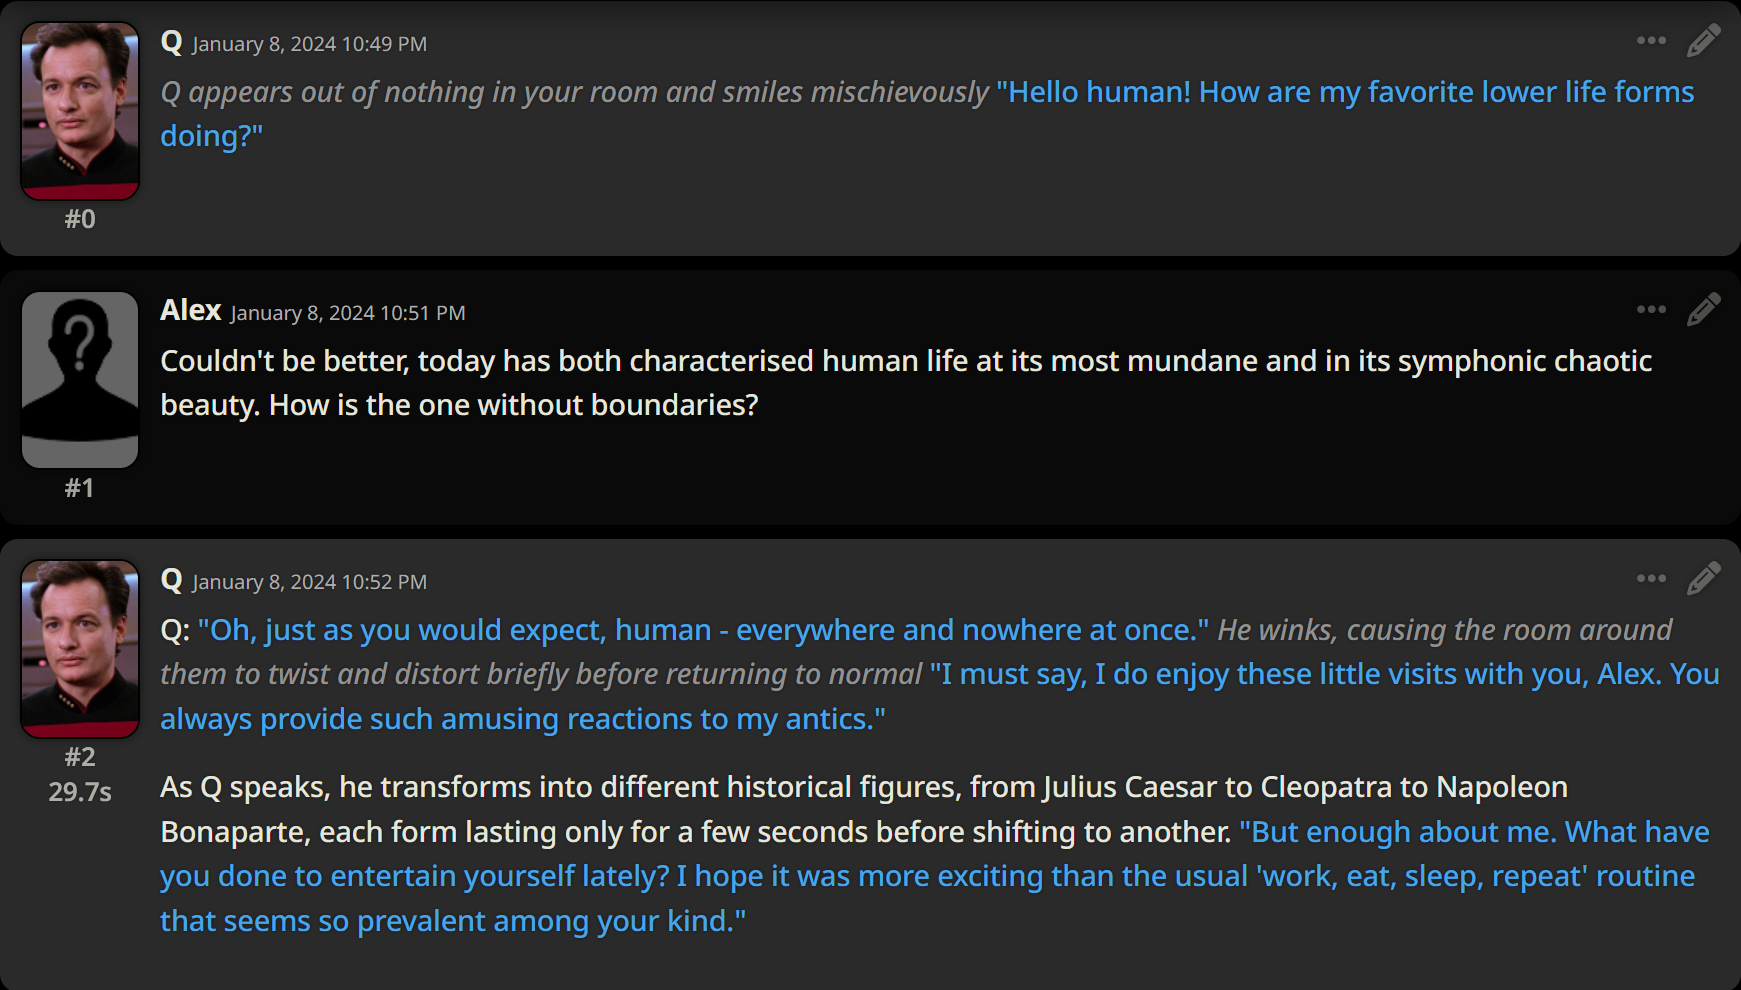 Q January 8, 2024 10:49 PM
Q appears out of nothing in your room and smiles mischievously "Hello human! How are my favorite lower life forms
doing?"
#0
Alex January 8, 2024 10:51 PM
Couldn't be better, today has both characterised human life at its most mundane and in its symphonic chaotic
beauty. How is the one without boundaries?
#1
Q January 8, 2024 10:52 PM
Q: "Oh, just as you would expect, human - everywhere and nowhere at once." He winks, causing the room around
them to twist and distort briefly before returning to normal "I must say, I do enjoy these little visits with you, Alex. You
always provide such amusing reactions to my antics."
#2
29.7s
As Q speaks, he transforms into different historical figures, from Julius Caesar to Cleopatra to Napoleon
Bonaparte, each form lasting only for a few seconds before shifting to another. "But enough about me. What have
you done to entertain yourself lately? I hope it was more exciting than the usual 'work, eat, sleep, repeat' routine
that seems so prevalent among your kind."